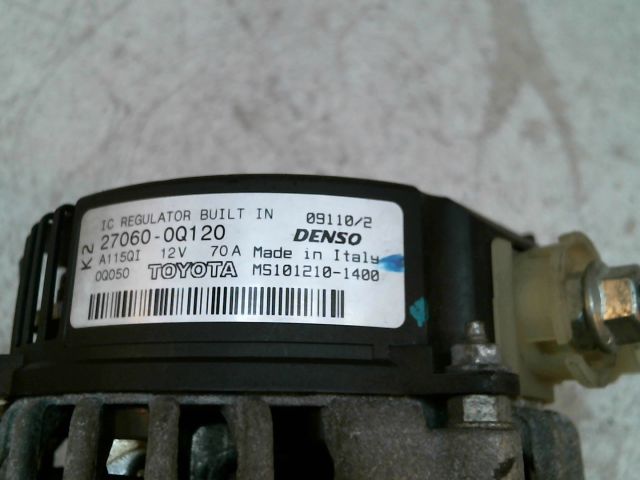 IC REGULATOR BUILT IN 09110/2
K2 27060-0Q120 DENSO
A115QI 12V 70A Made in Italy
0Q050 TOYOTA MS101210-1400